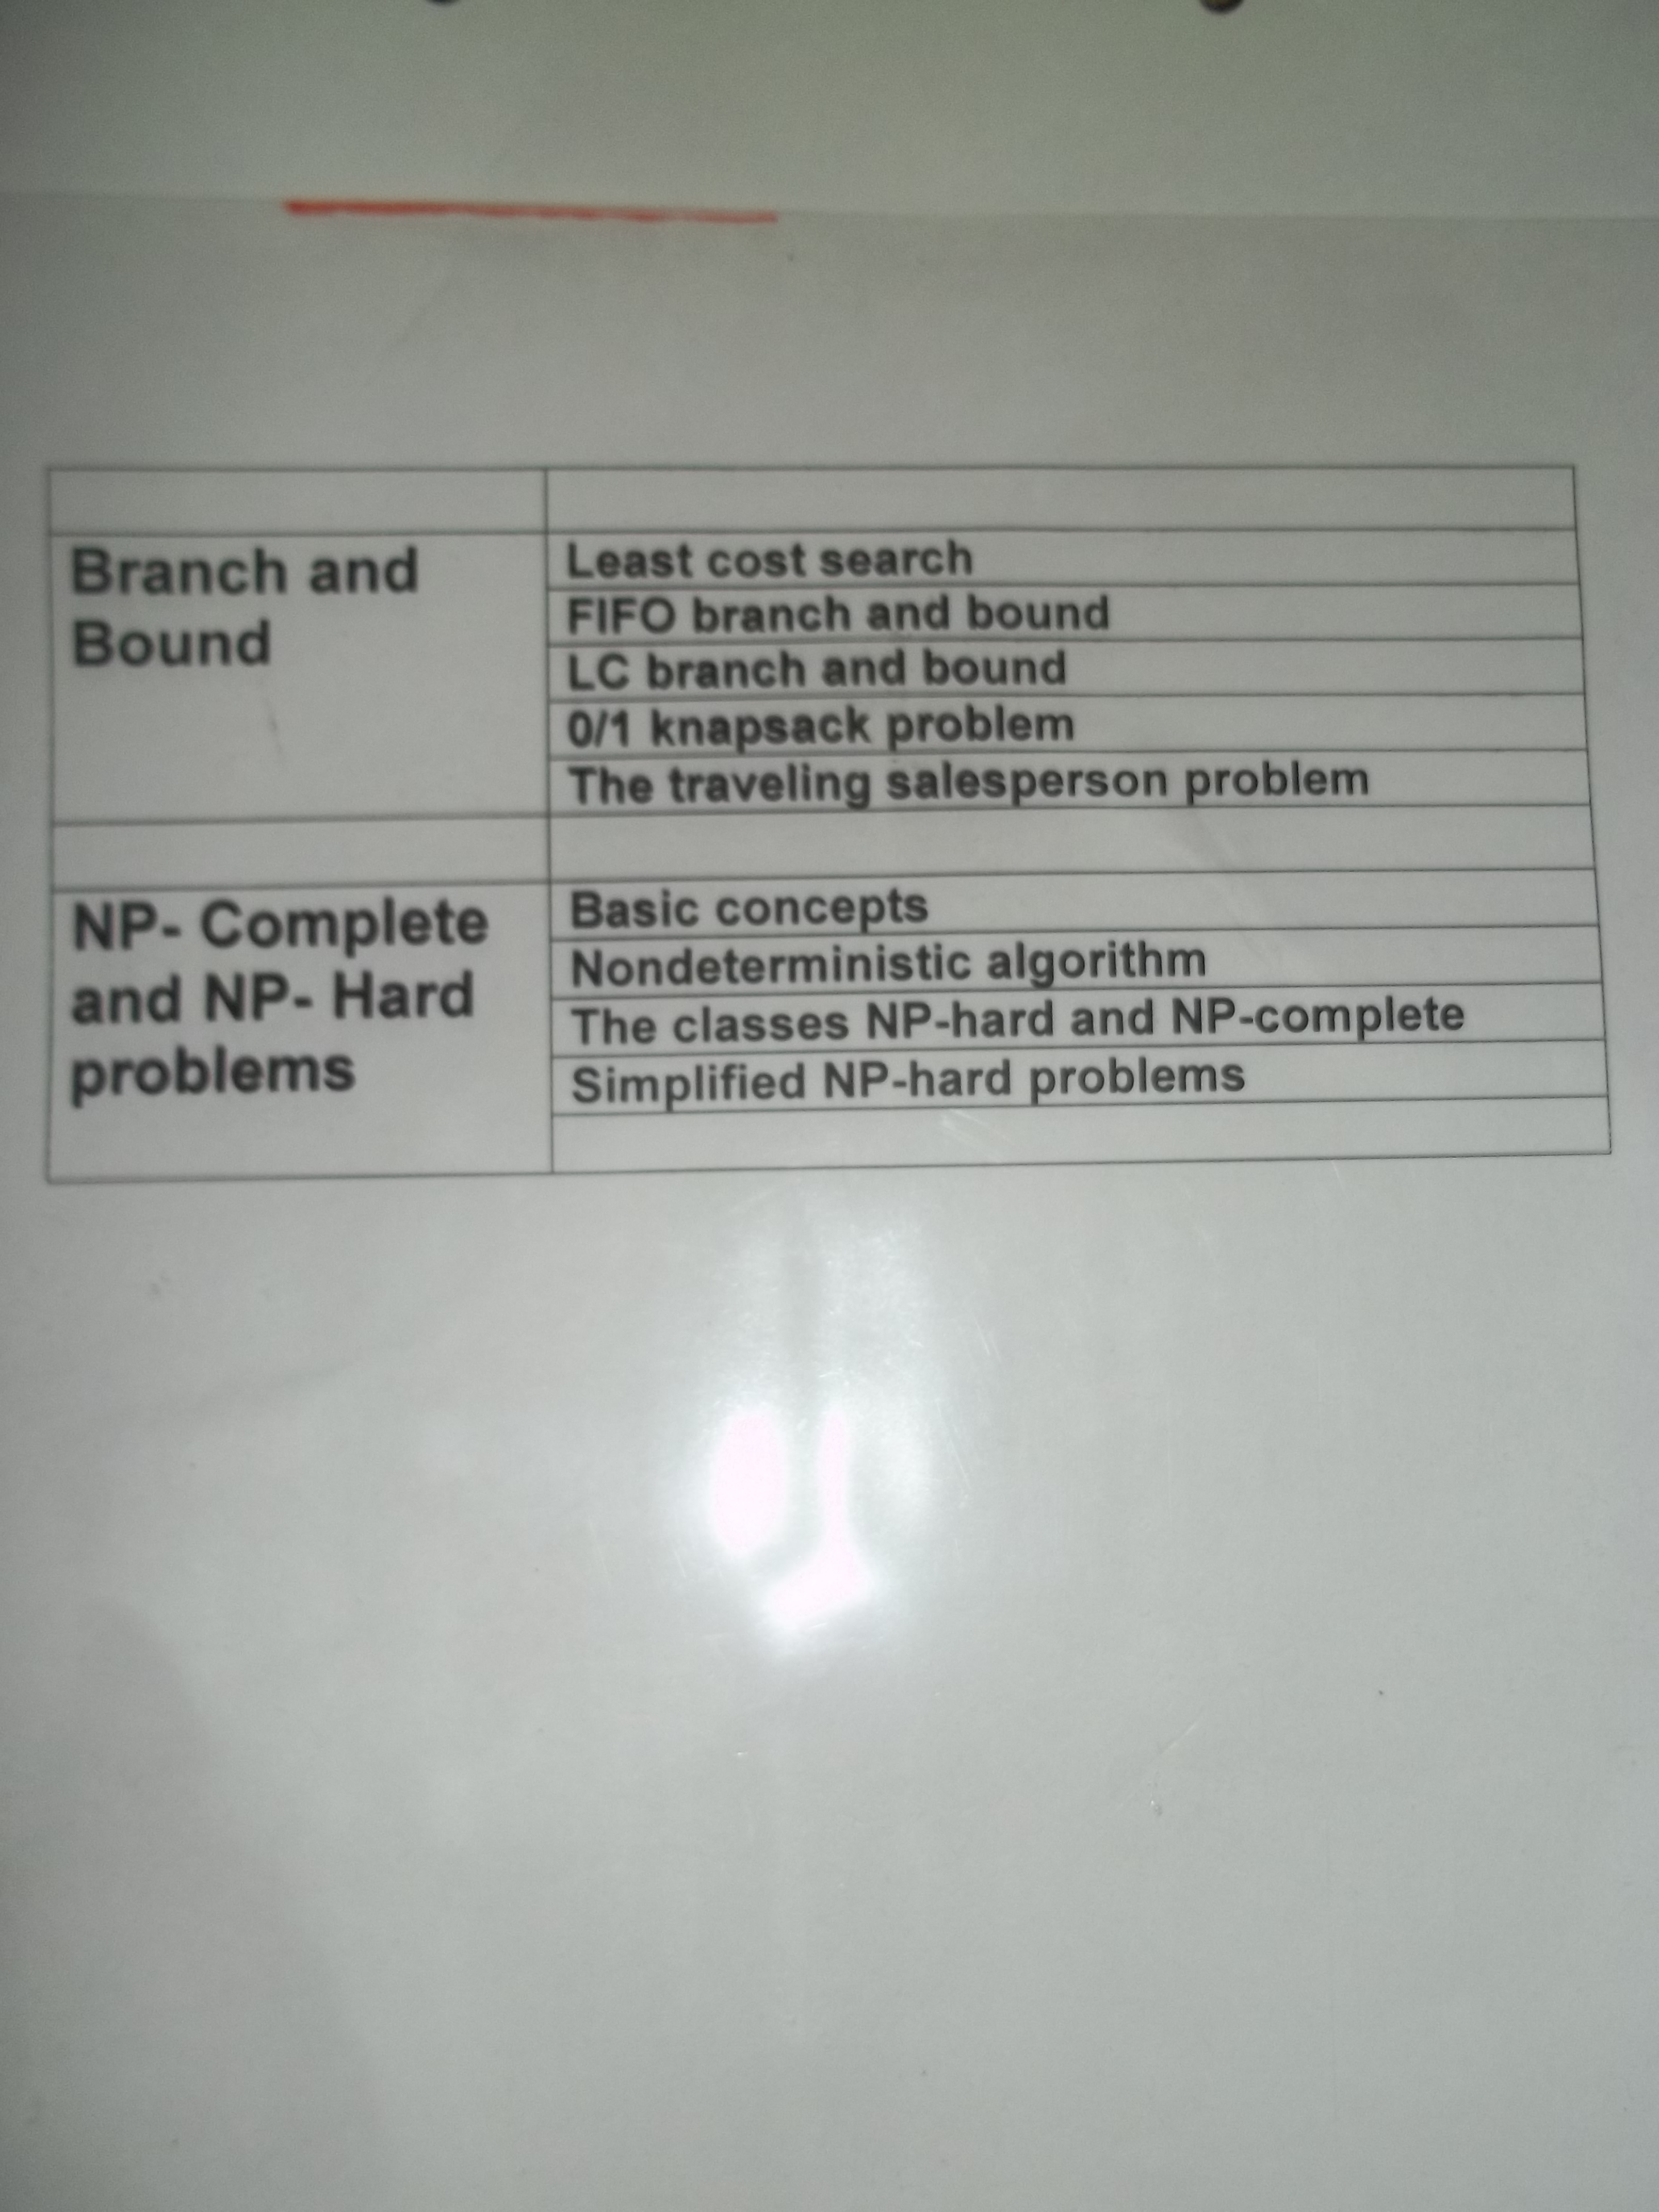 Branch and
Bound
Least cost search
FIFO branch and bound
LC branch and bound
0/1 knapsack problem
The traveling salesperson problem
NP- Complete
and NP- Hard
problems
Basic concepts
Nondeterministic algorithm
The classes NP-hard and NP-complete
Simplified NP-hard problems